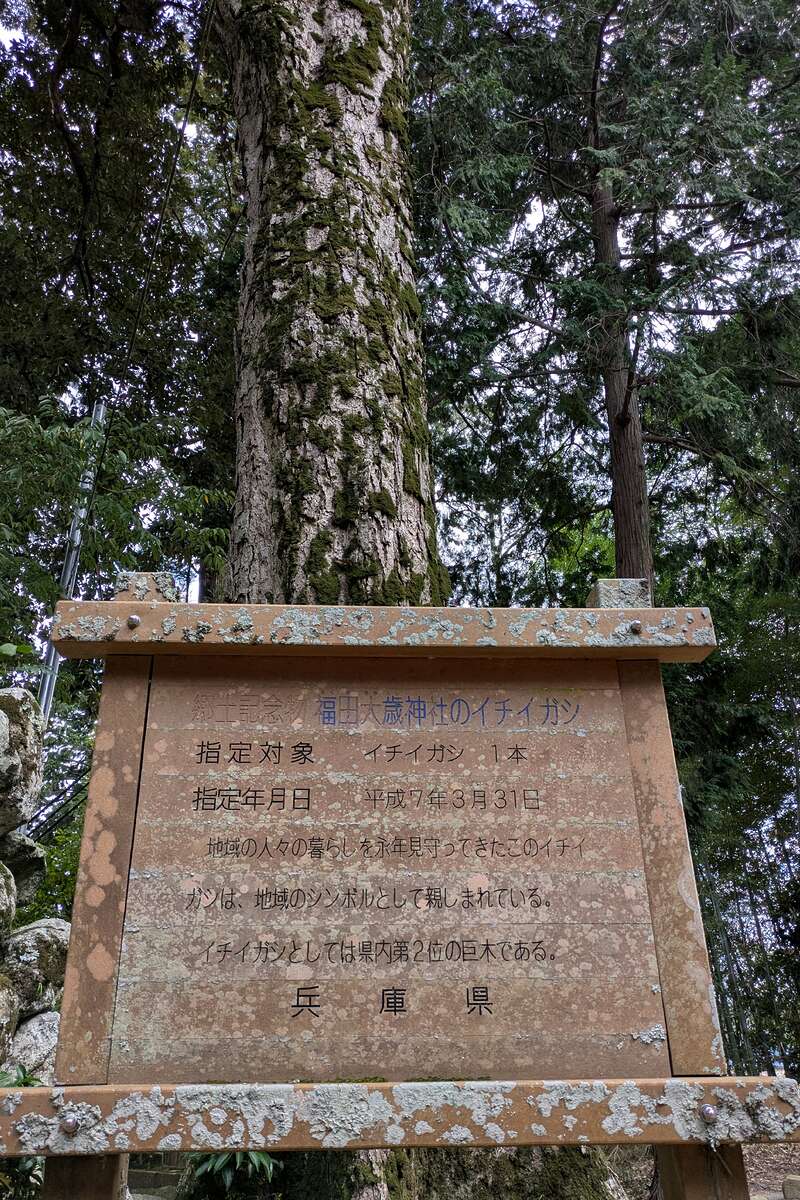 郷土記念物 福田大歳神社のイチイガシ
指定対象 イチイガシ 1本
指定年月日 平成7年3月31日
地域の人々の暮らしを永年見守ってきたこのイチイ
ガシは、地域のシンボルとして親しまれている。
イチイガシとしては県内第2位の巨木である。
兵庫県